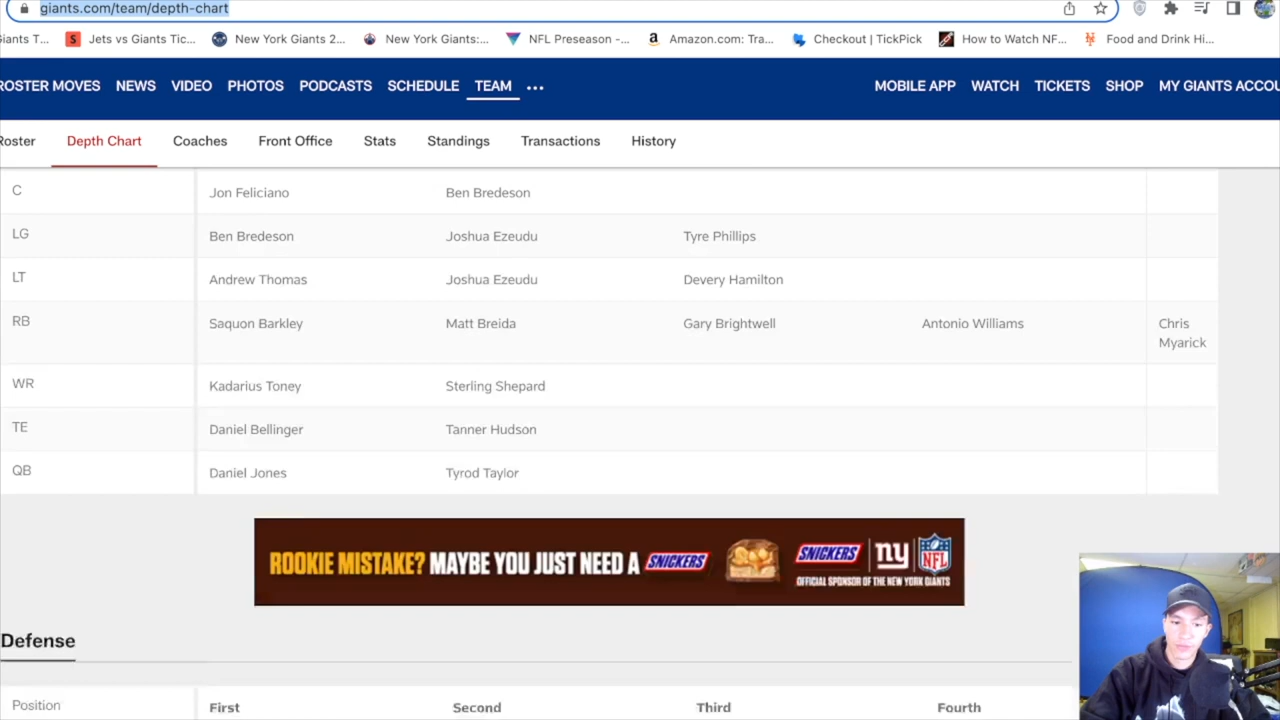 giants.com/team/depth-chart
Giants T... Jets vs Giants Tic... New York Giants 2... New York Giants:... NFL Preseason -... Amazon.com: Tra... Checkout | TickPick How to Watch NF... Food and Drink Hi...
ROSTER MOVES NEWS VIDEO PHOTOS PODCASTS SCHEDULE TEAM ... MOBILE APP WATCH TICKETS SHOP MY GIANTS ACCOU
Roster Depth Chart Coaches Front Office Stats Standings Transactions History
C Jon Feliciano Ben Bredeson
LG Ben Bredeson Joshua Ezeudu Tyre Phillips
LT Andrew Thomas Joshua Ezeudu Devery Hamilton
RB Saquon Barkley Matt Breida Gary Brightwell Antonio Williams Chris
Myarick
WR Kadarius Toney Sterling Shepard
TE Daniel Bellinger Tanner Hudson
QB Daniel Jones Tyrod Taylor
ROOKIE MISTAKE? MAYBE YOU JUST NEED A SNICKERS SNICKERS ny NFL
OFFICIAL SPONSOR OF THE NEW YORK GIANTS
Defense
Position First Second Third Fourth